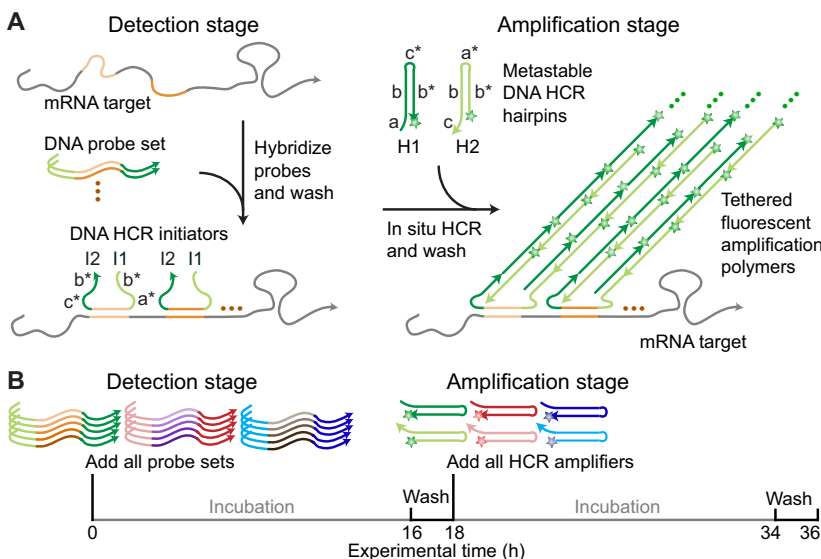 A
Detection stage
Amplification stage
mRNA target
DNA probe set
Hybridize
probes
and wash
DNA HCR initiators
I2 I1 I2 I1
b* b*
c* a*
c* a*
b b* b b*
a c
H1 H2
Metastable
DNA HCR
hairpins
In situ HCR
and wash
Tethered
fluorescent
amplification
polymers
mRNA target
B
Detection stage
Amplification stage
Add all probe sets
Add all HCR amplifiers
Incubation
Wash
Incubation
Wash
0 16 18 34 36
Experimental time (h)